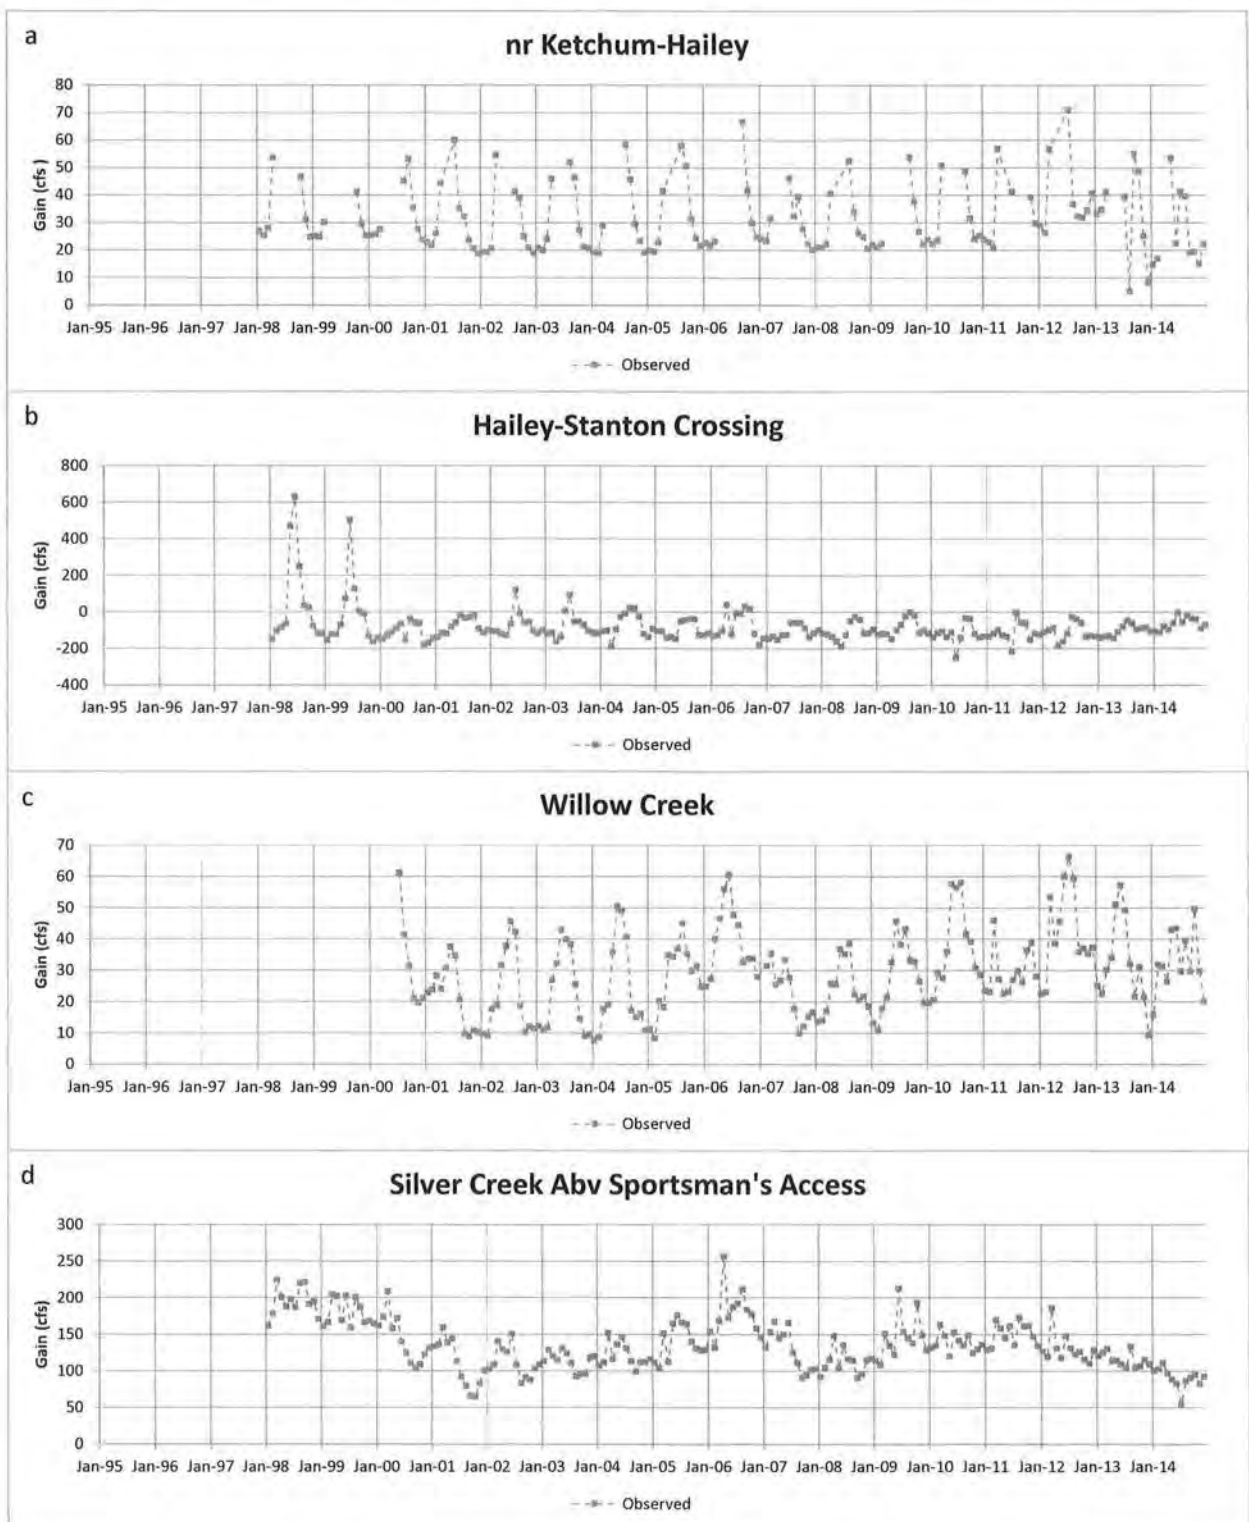 a
nr Ketchum-Hailey
80
70
60
50
40
30
20
10
0
Gain (cfs)
Jan-95 Jan-96 Jan-97 Jan-98 Jan-99 Jan-00 Jan-01 Jan-02 Jan-03 Jan-04 Jan-05 Jan-06 Jan-07 Jan-08 Jan-09 Jan-10 Jan-11 Jan-12 Jan-13 Jan-14
Observed
b
Hailey-Stanton Crossing
800
600
400
200
0
-200
-400
Gain (cfs)
Jan-95 Jan-96 Jan-97 Jan-98 Jan-99 Jan-00 Jan-01 Jan-02 Jan-03 Jan-04 Jan-05 Jan-06 Jan-07 Jan-08 Jan-09 Jan-10 Jan-11 Jan-12 Jan-13 Jan-14
Observed
c
Willow Creek
70
60
50
40
30
20
10
0
Gain (cfs)
Jan-95 Jan-96 Jan-97 Jan-98 Jan-99 Jan-00 Jan-01 Jan-02 Jan-03 Jan-04 Jan-05 Jan-06 Jan-07 Jan-08 Jan-09 Jan-10 Jan-11 Jan-12 Jan-13 Jan-14
Observed
d
Silver Creek Abv Sportsman's Access
300
250
200
150
100
50
0
Gain (cfs)
Jan-95 Jan-96 Jan-97 Jan-98 Jan-99 Jan-00 Jan-01 Jan-02 Jan-03 Jan-04 Jan-05 Jan-06 Jan-07 Jan-08 Jan-09 Jan-10 Jan-11 Jan-12 Jan-13 Jan-14
Observed